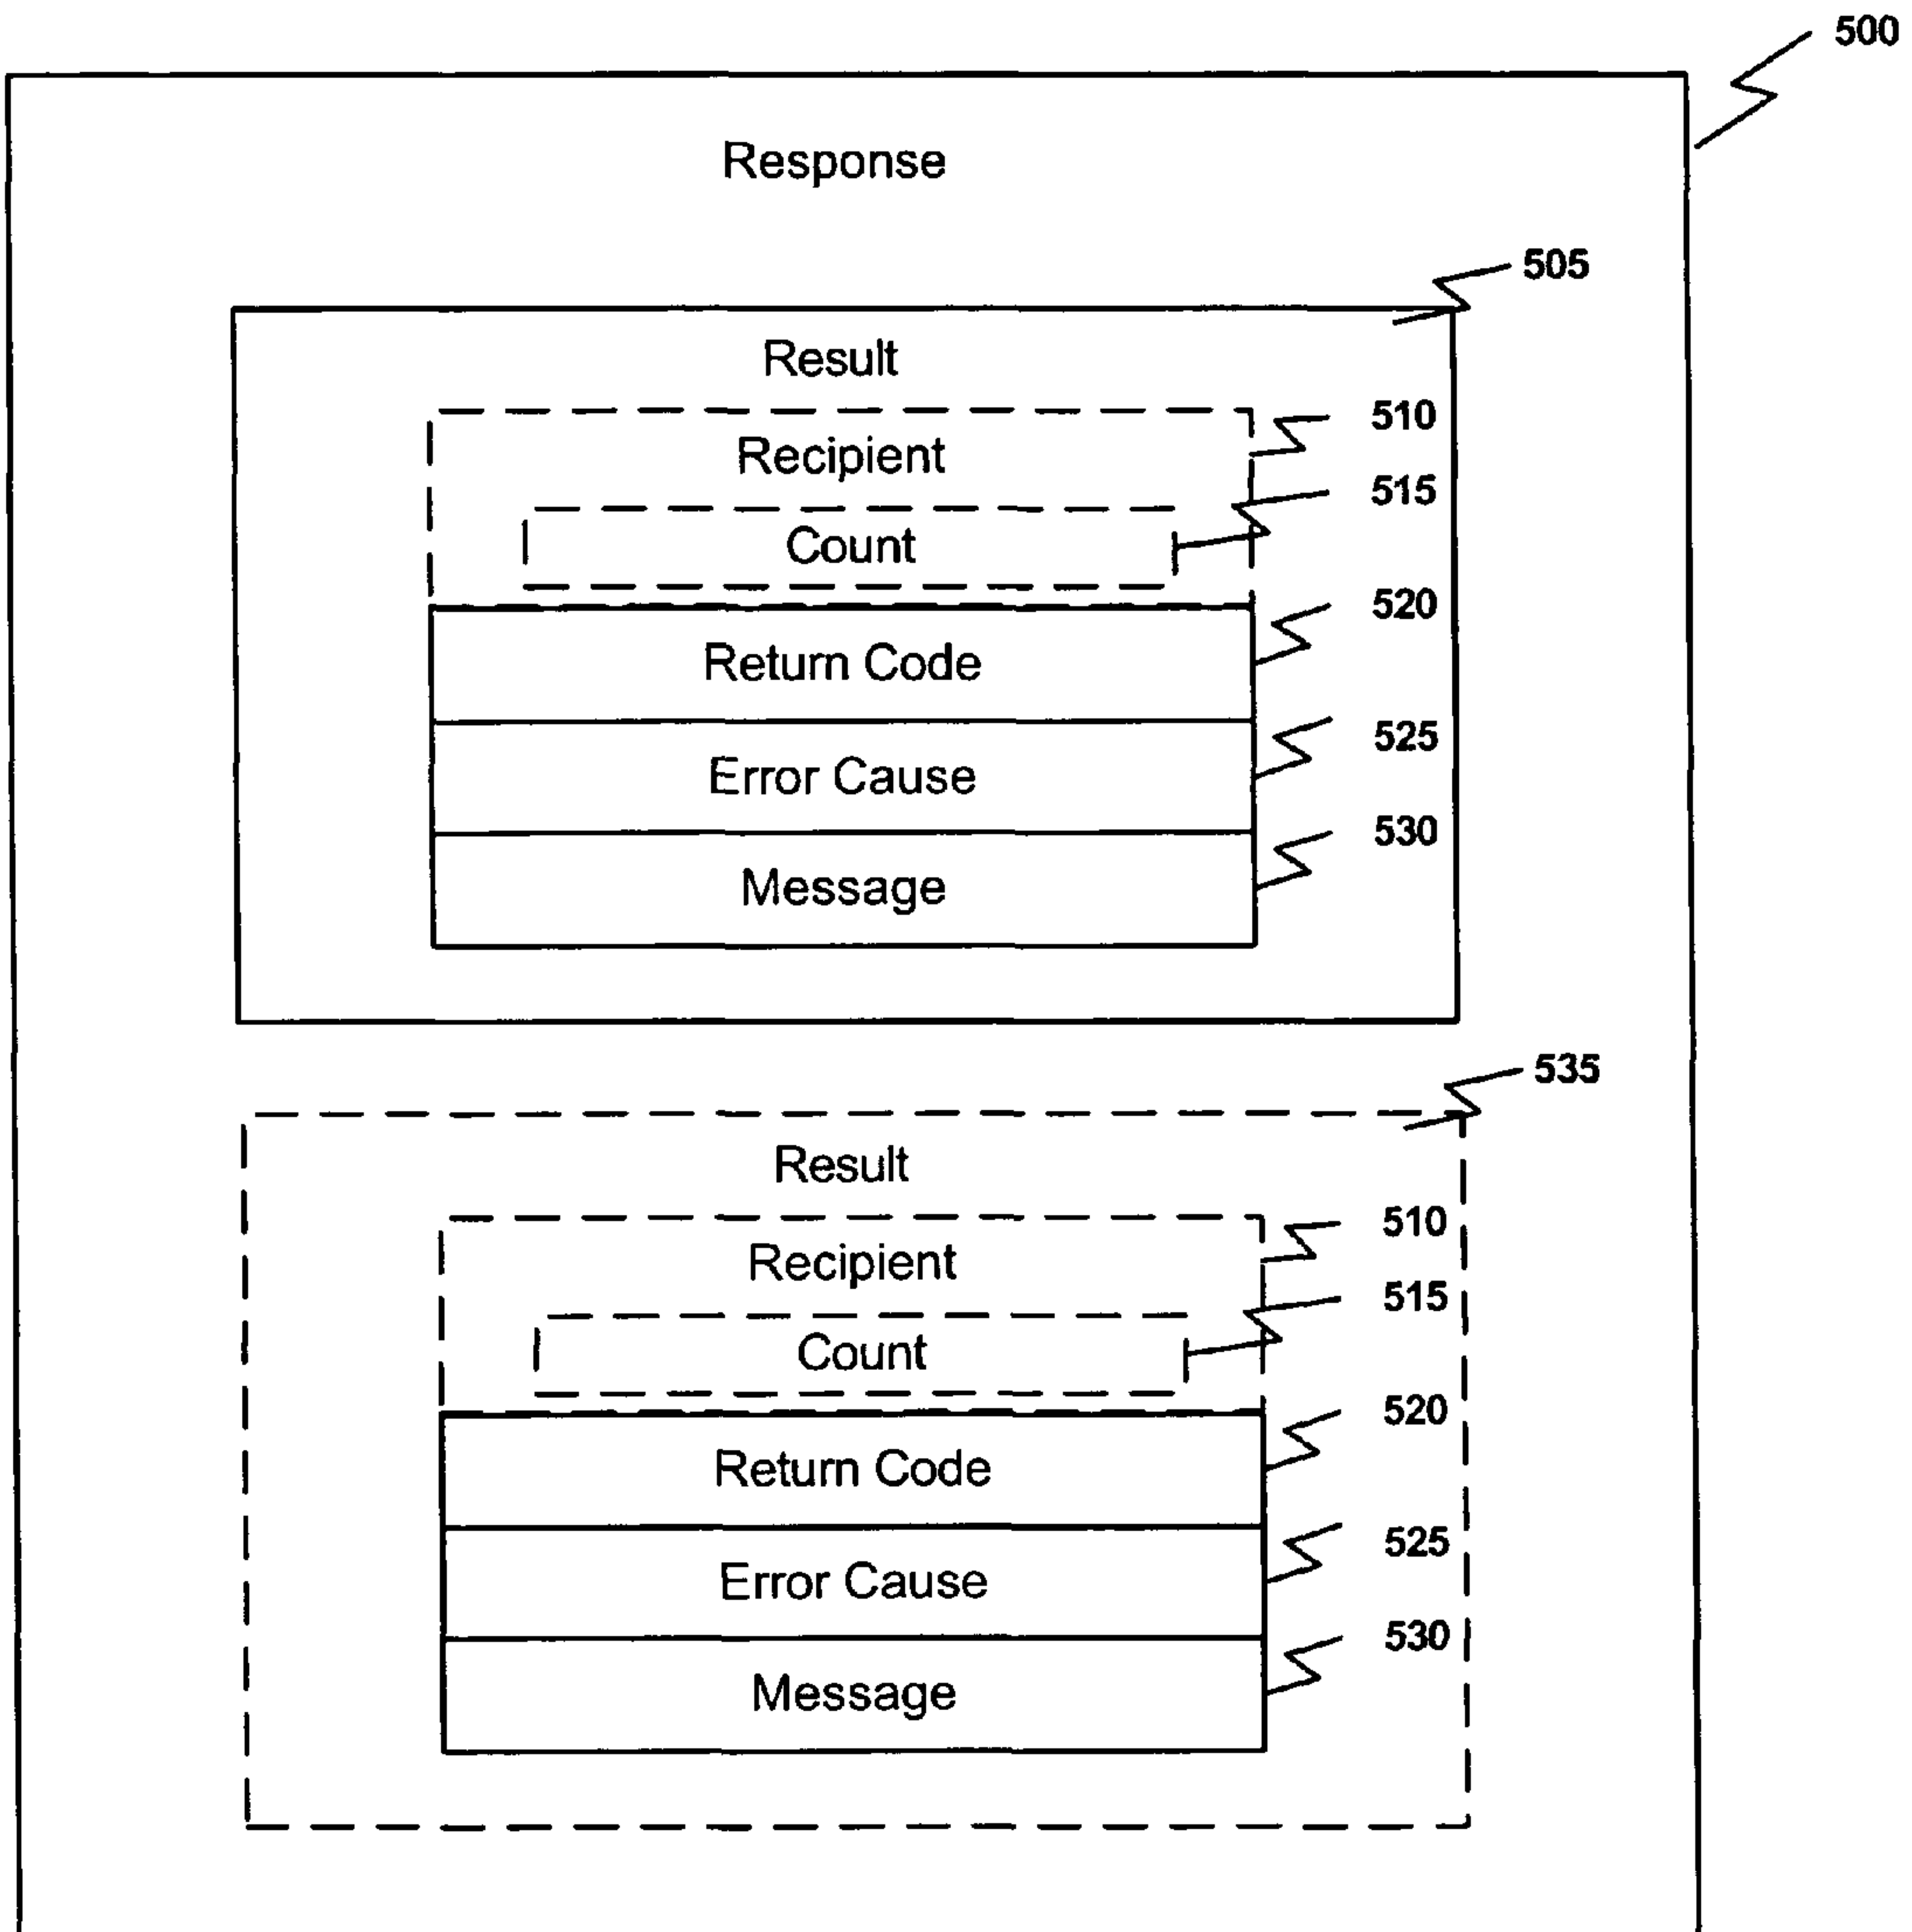 500
Response
505
Result
510
Recipient
515
Count
520
Return Code
525
Error Cause
530
Message
535
Result
510
Recipient
515
Count
520
Return Code
525
Error Cause
530
Message